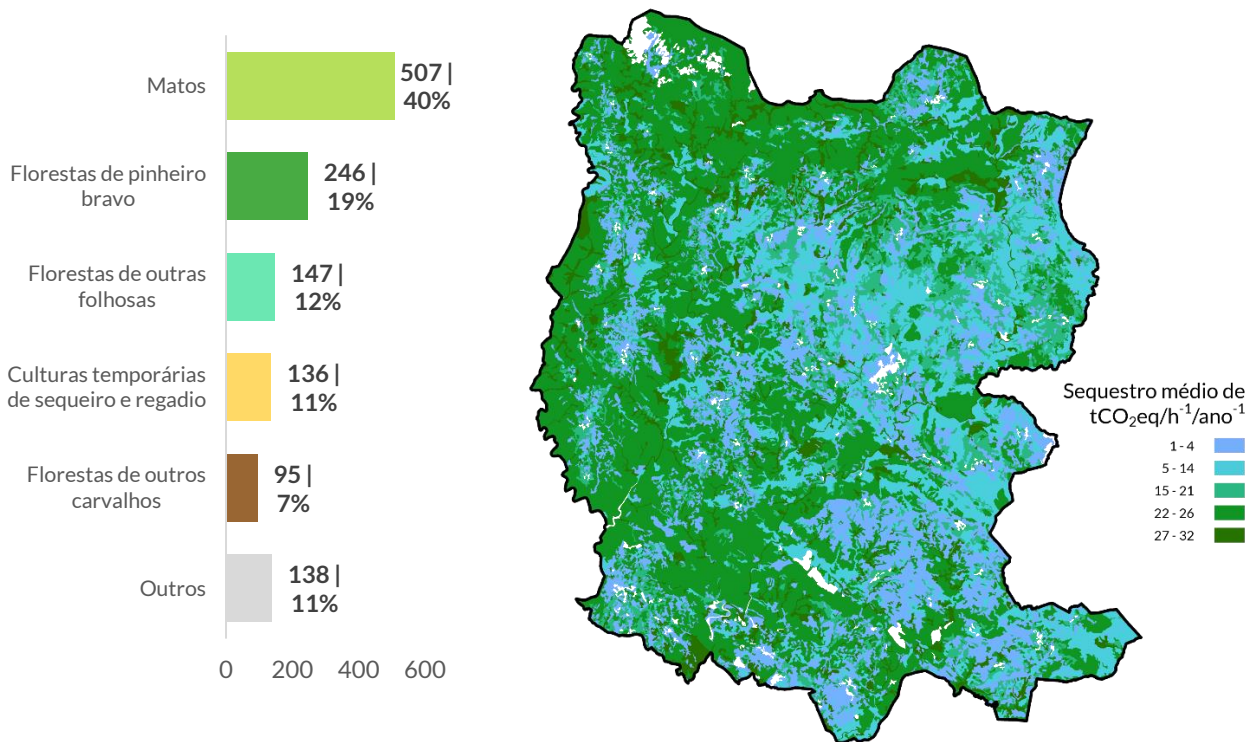 Matos
507 |
40%
Florestas de pinheiro
bravo
246 |
19%
Florestas de outras
folhosas
147 |
12%
Culturas temporárias
de sequeiro e regadio
136 |
11%
Florestas de outros
carvalhos
95 |
7%
Outros
138 |
11%
0 200 400 600
Sequestro médio de
tCO₂eq/h⁻¹/ano⁻¹
1 - 4
5 - 14
15 - 21
22 - 26
27 - 32